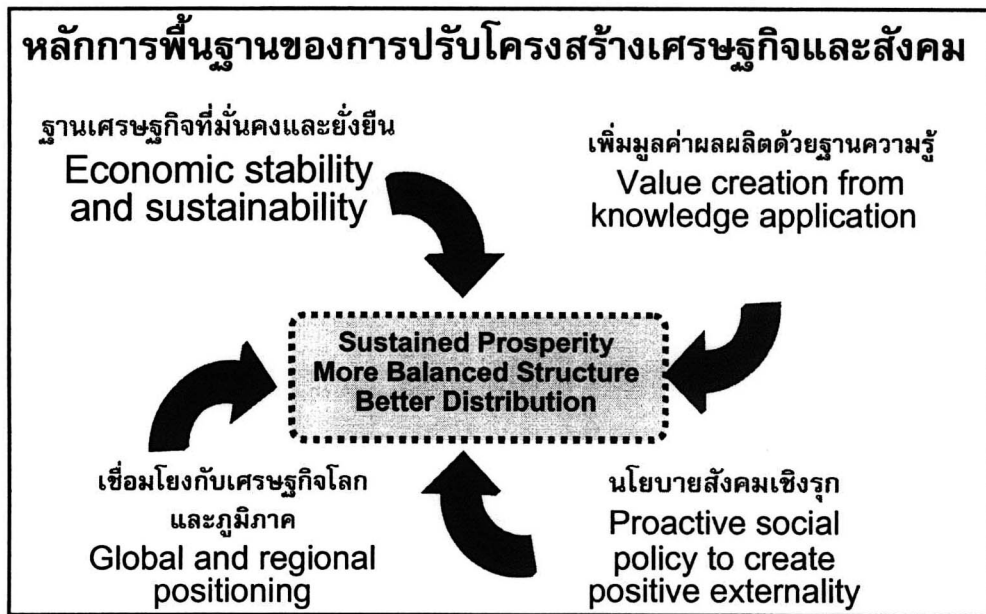 หลักการพื้นฐานของการปรับโครงสร้างเศรษฐกิจและสังคม
ฐานเศรษฐกิจที่มั่นคงและยั่งยืน
Economic stability
and sustainability
เพิ่มมูลค่าผลผลิตด้วยฐานความรู้
Value creation from
knowledge application
Sustained Prosperity
More Balanced Structure
Better Distribution
เชื่อมโยงกับเศรษฐกิจโลก
และภูมิภาค
Global and regional
positioning
นโยบายสังคมเชิงรุก
Proactive social
policy to create
positive externality